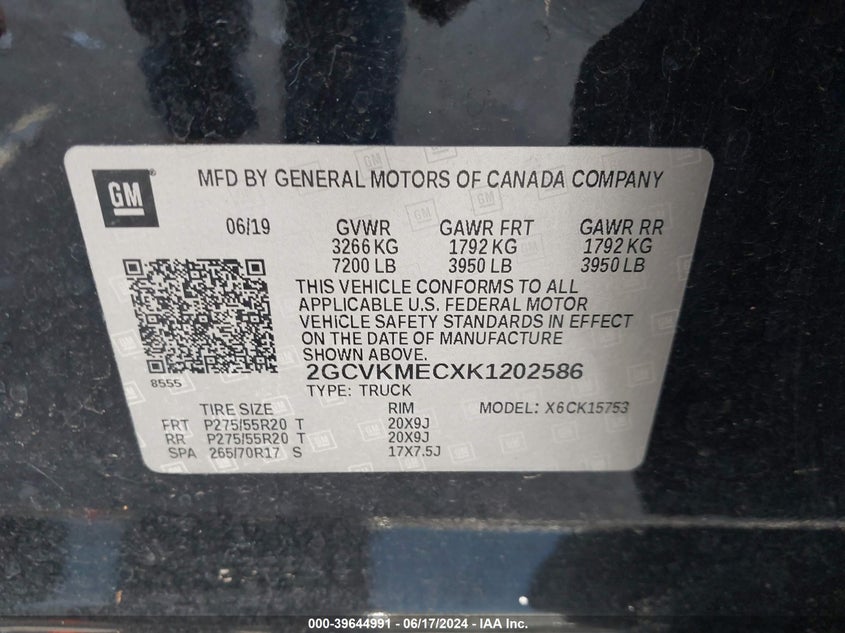 GM
MFD BY GENERAL MOTORS OF CANADA COMPANY
06/19 GVWR GAWR FRT GAWR RR
3266 KG 1792 KG 1792 KG
7200 LB 3950 LB 3950 LB
THIS VEHICLE CONFORMS TO ALL
APPLICABLE U.S. FEDERAL MOTOR
VEHICLE SAFETY STANDARDS IN EFFECT
ON THE DATE OF MANUFACTURE
SHOWN ABOVE.
8555
2GCVKMECXK1202586
TYPE: TRUCK
TIRE SIZE RIM MODEL: X6CK15753
FRT P275/55R20 T 20X9J
RR P275/55R20 T 20X9J
SPA 265/70R17 S 17X7.5J
000-39644991 - 06/17/2024 - IAA Inc.